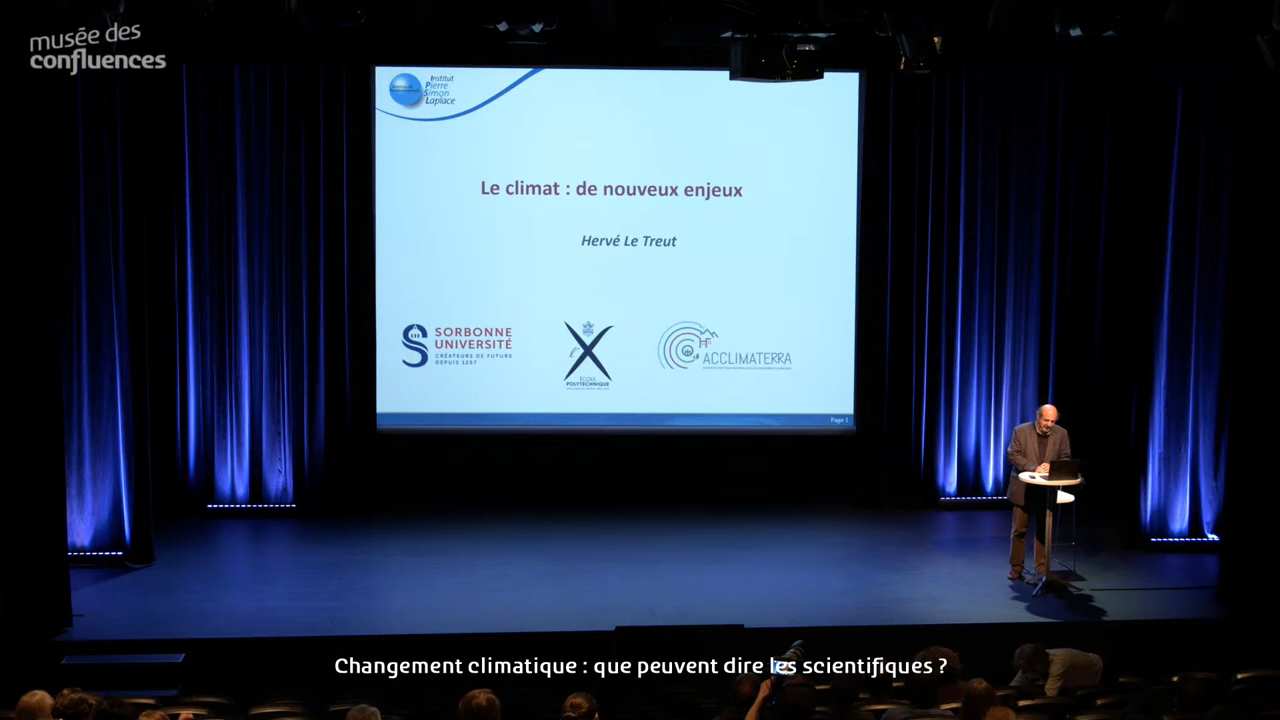 musée des
confluences
Institut
Pierre
Simon
Laplace
Le climat : de nouveux enjeux
Hervé Le Treut
SORBONNE
UNIVERSITÉ
CRÉATEURS DE FUTURS
DEPUIS 1257
ÉCOLE
POLYTECHNIQUE
ACCLIMATERRA
Page 1
Changement climatique : que peuvent dire les scientifiques ?